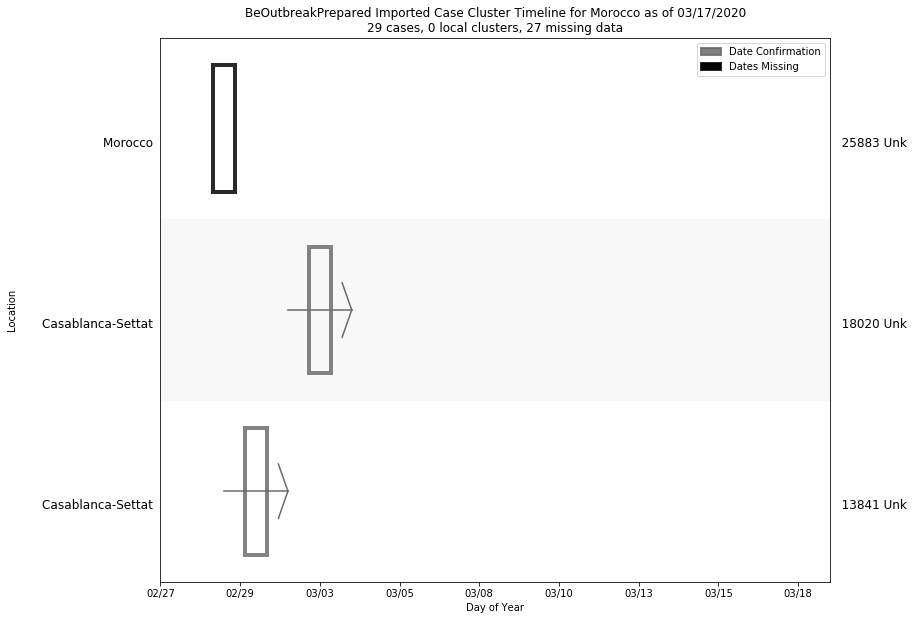 BeOutbreakPrepared Imported Case Cluster Timeline for Morocco as of 03/17/2020
29 cases, 0 local clusters, 27 missing data
Date Confirmation
Dates Missing
Morocco
25883 Unk
Casablanca-Settat
18020 Unk
Location
Casablanca-Settat
13841 Unk
02/27 02/29 03/03 03/05 03/08 03/10 03/13 03/15 03/18
Day of Year